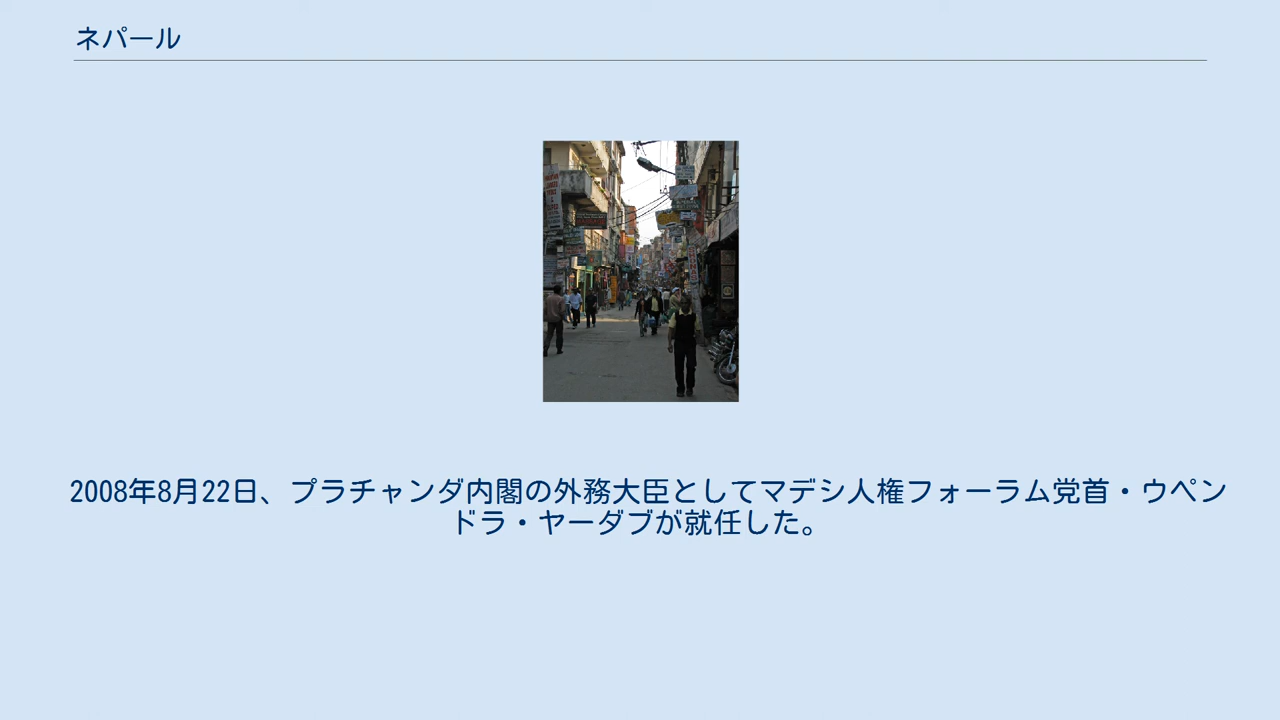 ネパール
2008年8月22日、プラチャンダ内閣の外務大臣としてマデシ人権フォーラム党首・ウペン
ドラ・ヤーダブが就任した。